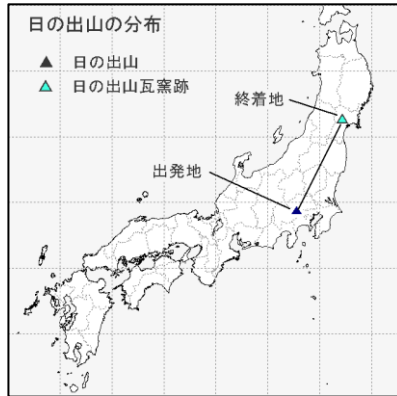 日の出山の分布
日の出山
日の出山瓦窯跡
終着地
出発地